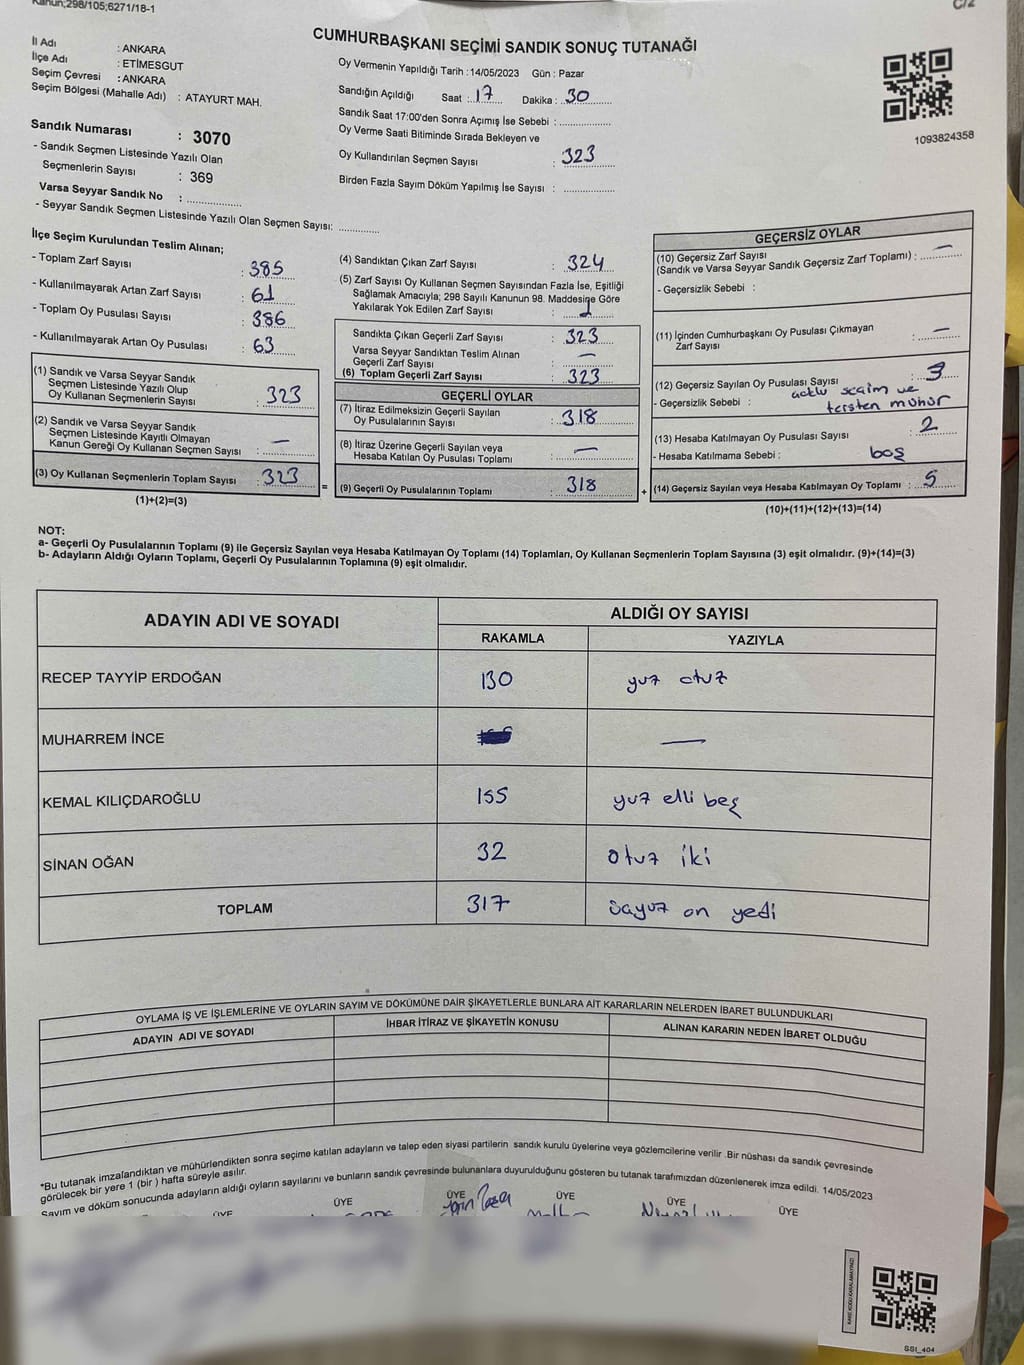 Kanun;298/105;6271/18-1
C/2
CUMHURBAŞKANI SEÇİMİ SANDIK SONUÇ TUTANAĞI
İl Adı : ANKARA
İlçe Adı : ETİMESGUT
Seçim Çevresi : ANKARA
Seçim Bölgesi (Mahalle Adı) : ATAYURT MAH.
Sandık Numarası : 3070
- Sandık Seçmen Listesinde Yazılı Olan
Seçmenlerin Sayısı : 369
Varsa Seyyar Sandık No :
- Seyyar Sandık Seçmen Listesinde Yazılı Olan Seçmen Sayısı:
Oy Vermenin Yapıldığı Tarih : 14/05/2023 Gün : Pazar
Sandığın Açıldığı Saat : 17 Dakika : 30
Sandık Saat 17:00'den Sonra Açımış İse Sebebi :
Oy Verme Saati Bitiminde Sırada Bekleyen ve
Oy Kullandırılan Seçmen Sayısı : 323
Birden Fazla Sayım Döküm Yapılmış İse Sayısı :
1093824358
İlçe Seçim Kurulundan Teslim Alınan;
- Toplam Zarf Sayısı : 385
- Kullanılmayarak Artan Zarf Sayısı : 61
- Toplam Oy Pusulası Sayısı : 386
- Kullanılmayarak Artan Oy Pusulası : 63
(1) Sandık ve Varsa Seyyar Sandık
Seçmen Listesinde Yazılı Olup
Oy Kullanan Seçmenlerin Sayısı : 323
(2) Sandık ve Varsa Seyyar Sandık
Seçmen Listesinde Kayıtlı Olmayan
Kanun Gereği Oy Kullanan Seçmen Sayısı : —
(3) Oy Kullanan Seçmenlerin Toplam Sayısı : 323
(1)+(2)=(3)
(4) Sandıktan Çıkan Zarf Sayısı : 324
(5) Zarf Sayısı Oy Kullanan Seçmen Sayısından Fazla İse, Eşitliği
Sağlamak Amacıyla; 298 Sayılı Kanunun 98. Maddesine Göre
Yakılarak Yok Edilen Zarf Sayısı : 1
Sandıkta Çıkan Geçerli Zarf Sayısı : 323
Varsa Seyyar Sandıktan Teslim Alınan
Geçerli Zarf Sayısı : —
(6) Toplam Geçerli Zarf Sayısı : 323
GEÇERLİ OYLAR
(7) İtiraz Edilmeksizin Geçerli Sayılan
Oy Pusulalarının Sayısı : 318
(8) İtiraz Üzerine Geçerli Sayılan veya
Hesaba Katılan Oy Pusulası Toplamı : —
(9) Geçerli Oy Pusulalarının Toplamı : 318
= +
GEÇERSİZ OYLAR
(10) Geçersiz Zarf Sayısı
(Sandık ve Varsa Seyyar Sandık Geçersiz Zarf Toplamı) : —
- Geçersizlik Sebebi :
(11) İçinden Cumhurbaşkanı Oy Pusulası Çıkmayan
Zarf Sayısı : —
(12) Geçersiz Sayılan Oy Pusulası Sayısı : 3
- Geçersizlik Sebebi : seçim ve
tersten mühür
(13) Hesaba Katılmayan Oy Pusulası Sayısı : 2
- Hesaba Katılmama Sebebi : boş
(14) Geçersiz Sayılan veya Hesaba Katılmayan Oy Toplamı : 5
(10)+(11)+(12)+(13)=(14)
NOT:
a- Geçerli Oy Pusulalarının Toplamı (9) ile Geçersiz Sayılan veya Hesaba Katılmayan Oy Toplamı (14) Toplamları, Oy Kullanan Seçmenlerin Toplam Sayısına (3) eşit olmalıdır. (9)+(14)=(3)
b- Adayların Aldığı Oyların Toplamı, Geçerli Oy Pusulalarının Toplamına (9) eşit olmalıdır.
ADAYIN ADI VE SOYADI ALDIĞI OY SAYISI
RAKAMLA YAZIYLA
RECEP TAYYİP ERDOĞAN 130 yuz otuz
MUHARREM İNCE —
KEMAL KILIÇDAROĞLU 155 yuz elli beş
SİNAN OĞAN 32 otuz iki
TOPLAM 317 üçyuz on yedi
OYLAMA İŞ VE İŞLEMLERİNE VE OYLARIN SAYIM VE DÖKÜMÜNE DAİR ŞİKAYETLERLE BUNLARA AİT KARARLARIN NELERDEN İBARET BULUNDUKLARI
ADAYIN ADI VE SOYADI İHBAR İTİRAZ VE ŞİKAYETİN KONUSU ALINAN KARARIN NEDEN İBARET OLDUĞU
*Bu tutanak imzalandıktan ve mühürlendikten sonra seçime katılan adayların ve talep eden siyasi partilerin sandık kurulu üyelerine veya gözlemcilerine verilir .Bir nüshası da sandık çevresinde
görülecek bir yere 1 (bir ) hafta süreyle asılır.
Sayım ve döküm sonucunda adayların aldığı oyların sayılarını ve bunların sandık çevresinde bulunanlara duyurulduğunu gösteren bu tutanak tarafımızdan düzenlenerek imza edildi. 14/05/2023
ÜYE ÜYE ÜYE ÜYE ÜYE ÜYE
SSİ_404